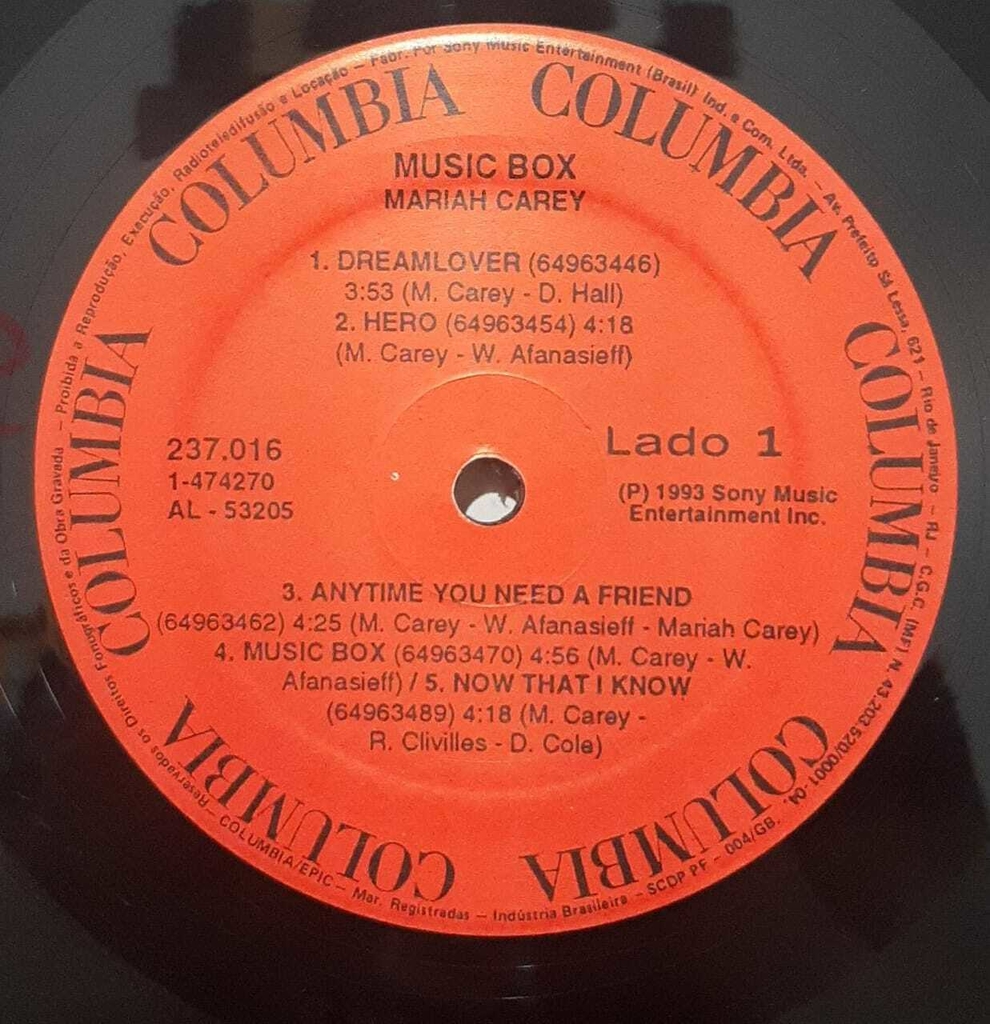 MUSIC BOX
MARIAH CAREY
1. DREAMLOVER (64963446)
3:53 (M. Carey - D. Hall)
2. HERO (64963454) 4:18
(M. Carey - W. Afanasieff)
237.016
1-474270
AL - 53205
Lado 1
(P) 1993 Sony Music
Entertainment Inc.
3. ANYTIME YOU NEED A FRIEND
(64963462) 4:25 (M. Carey - W. Afanasieff - Mariah Carey)
4. MUSIC BOX (64963470) 4:56 (M. Carey - W.
Afanasieff) / 5. NOW THAT I KNOW
(64963489) 4:18 (M. Carey -
R. Clivilles - D. Cole)
COLUMBIA
COLUMBIA
COLUMBIA
COLUMBIA
COLUMBIA
COLUMBIA
COLUMBIA
Reservados os Direitos Fonográficos e da Obra Gravada – Proibida a Reprodução, Execução, Radioteledifusão e Locação – Fabr. Por Sony Music Entertainment (Brasil) Ind. e Com. Ltda. – Av. Prefeito Sá Lessa, 621 – Rio de Janeiro – RJ – C.G.C. (MF) N. 43.203.520/0001-04. SCDP PF – 004/GB. – Indústria Brasileira – Mar. Registradas – COLUMBIA/EPIC –